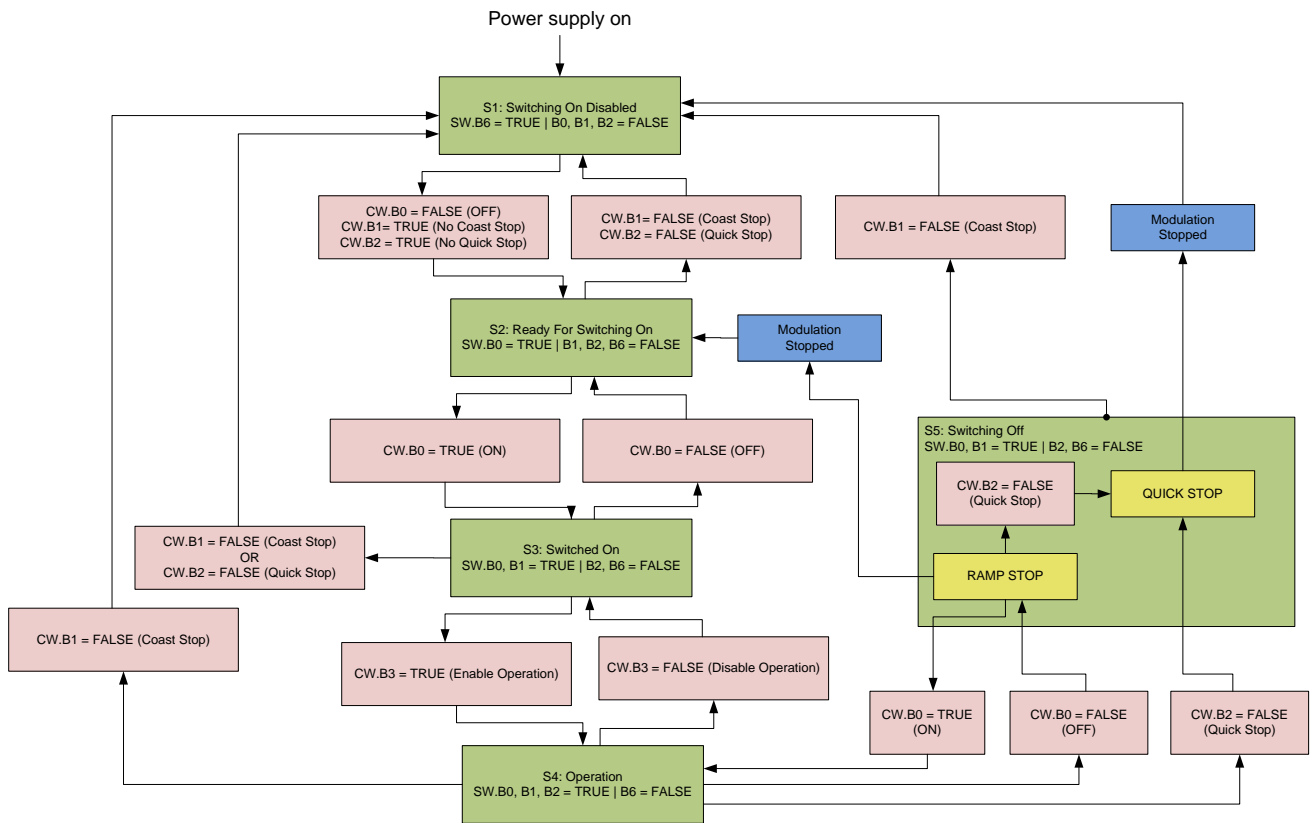 Power supply on
S1: Switching On Disabled
SW.B6 = TRUE | B0, B1, B2 = FALSE
CW.B0 = FALSE (OFF)
CW.B1= TRUE (No Coast Stop)
CW.B2 = TRUE (No Quick Stop)
CW.B1= FALSE (Coast Stop)
CW.B2 = FALSE (Quick Stop)
CW.B1 = FALSE (Coast Stop)
Modulation
Stopped
S2: Ready For Switching On
SW.B0 = TRUE | B1, B2, B6 = FALSE
Modulation
Stopped
CW.B0 = TRUE (ON)
CW.B0 = FALSE (OFF)
S5: Switching Off
SW.B0, B1 = TRUE | B2, B6 = FALSE
CW.B2 = FALSE
(Quick Stop)
QUICK STOP
RAMP STOP
CW.B1 = FALSE (Coast Stop)
OR
CW.B2 = FALSE (Quick Stop)
S3: Switched On
SW.B0, B1 = TRUE | B2, B6 = FALSE
CW.B1 = FALSE (Coast Stop)
CW.B3 = TRUE (Enable Operation)
CW.B3 = FALSE (Disable Operation)
CW.B0 = TRUE
(ON)
CW.B0 = FALSE
(OFF)
CW.B2 = FALSE
(Quick Stop)
S4: Operation
SW.B0, B1, B2 = TRUE | B6 = FALSE